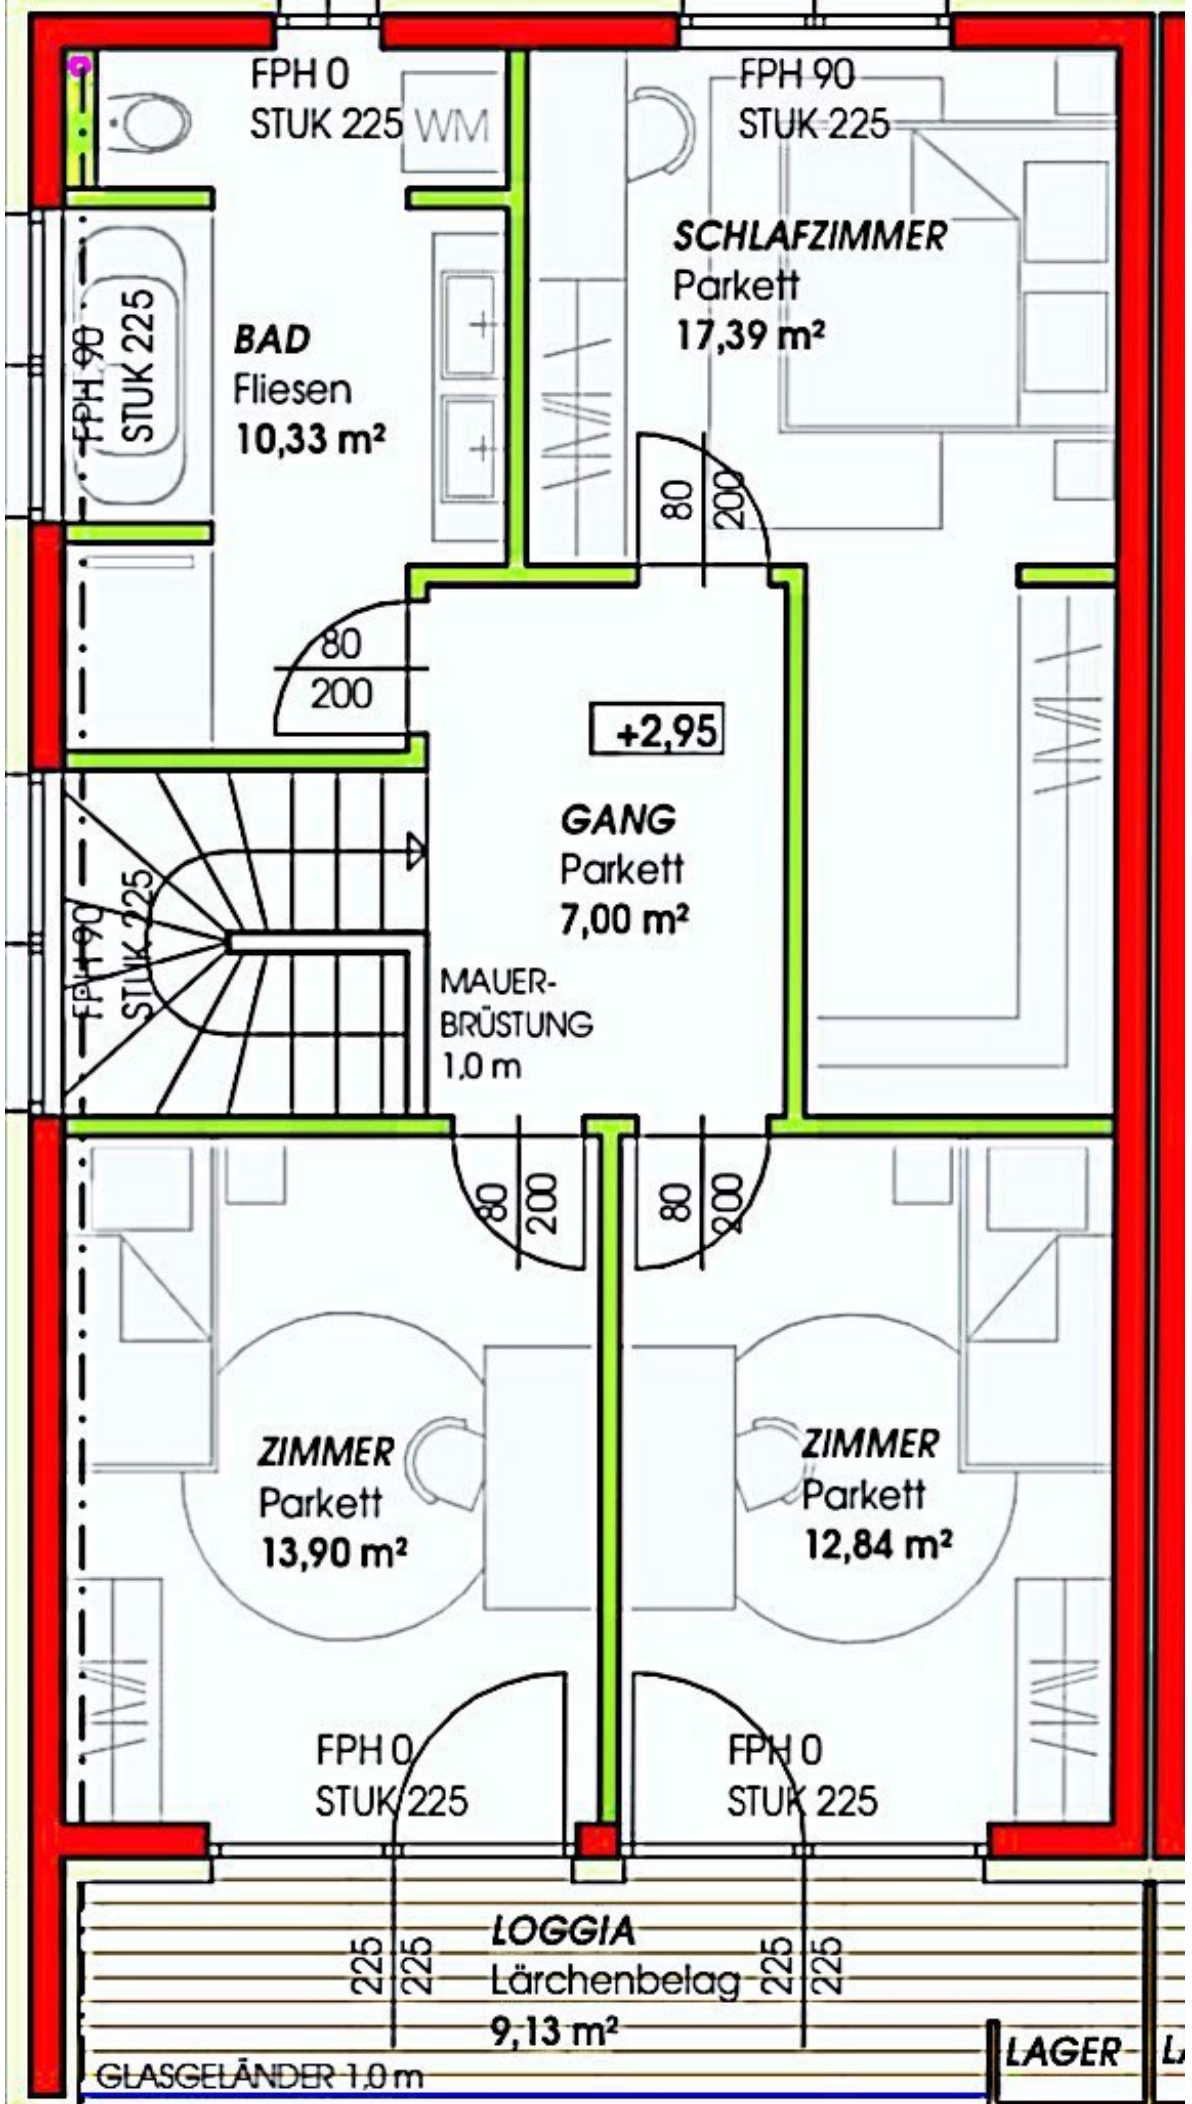 FPH 0
STUK 225
WM
FPH 90
STUK 225
SCHLAFZIMMER
Parkett
17,39 m²
FPH 90
STUK 225
BAD
Fliesen
10,33 m²
80
200
80
200
+2,95
GANG
Parkett
7,00 m²
FPH 90
STUK 225
MAUER-
BRÜSTUNG
1,0 m
80
200
80
200
ZIMMER
Parkett
13,90 m²
ZIMMER
Parkett
12,84 m²
FPH 0
STUK 225
FPH 0
STUK 225
LOGGIA
Lärchenbelag
9,13 m²
225
225
225
225
GLASGELÄNDER 1,0 m
LAGER